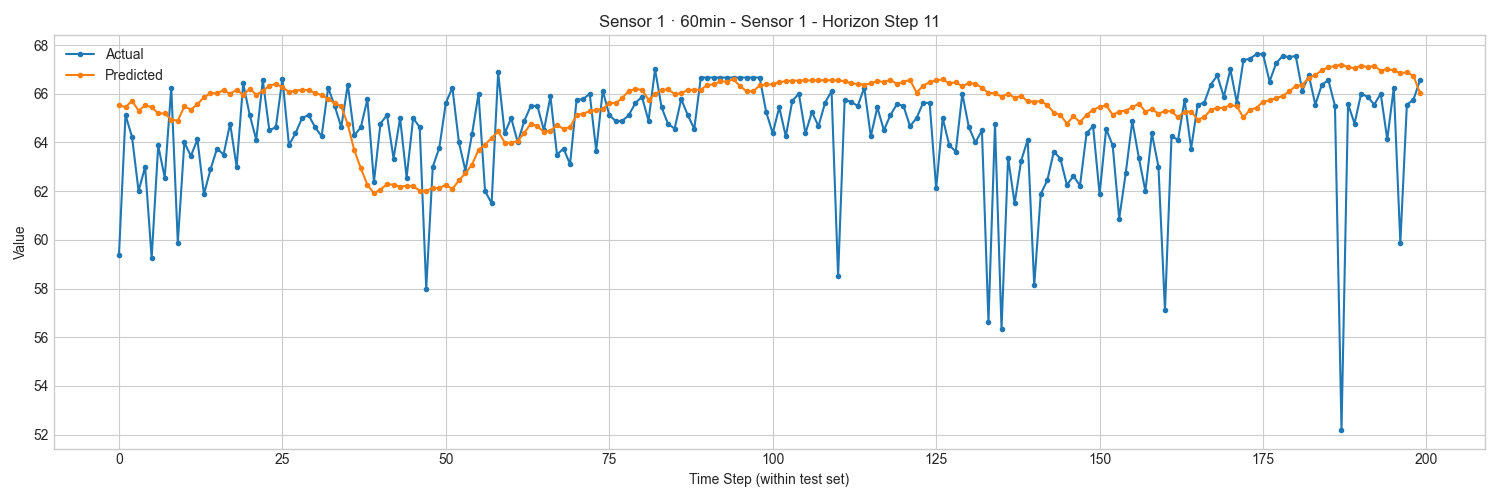 Sensor 1 · 60min - Sensor 1 - Horizon Step 11
Actual
Predicted
Value
68
66
64
62
60
58
56
54
52
0 25 50 75 100 125 150 175 200
Time Step (within test set)